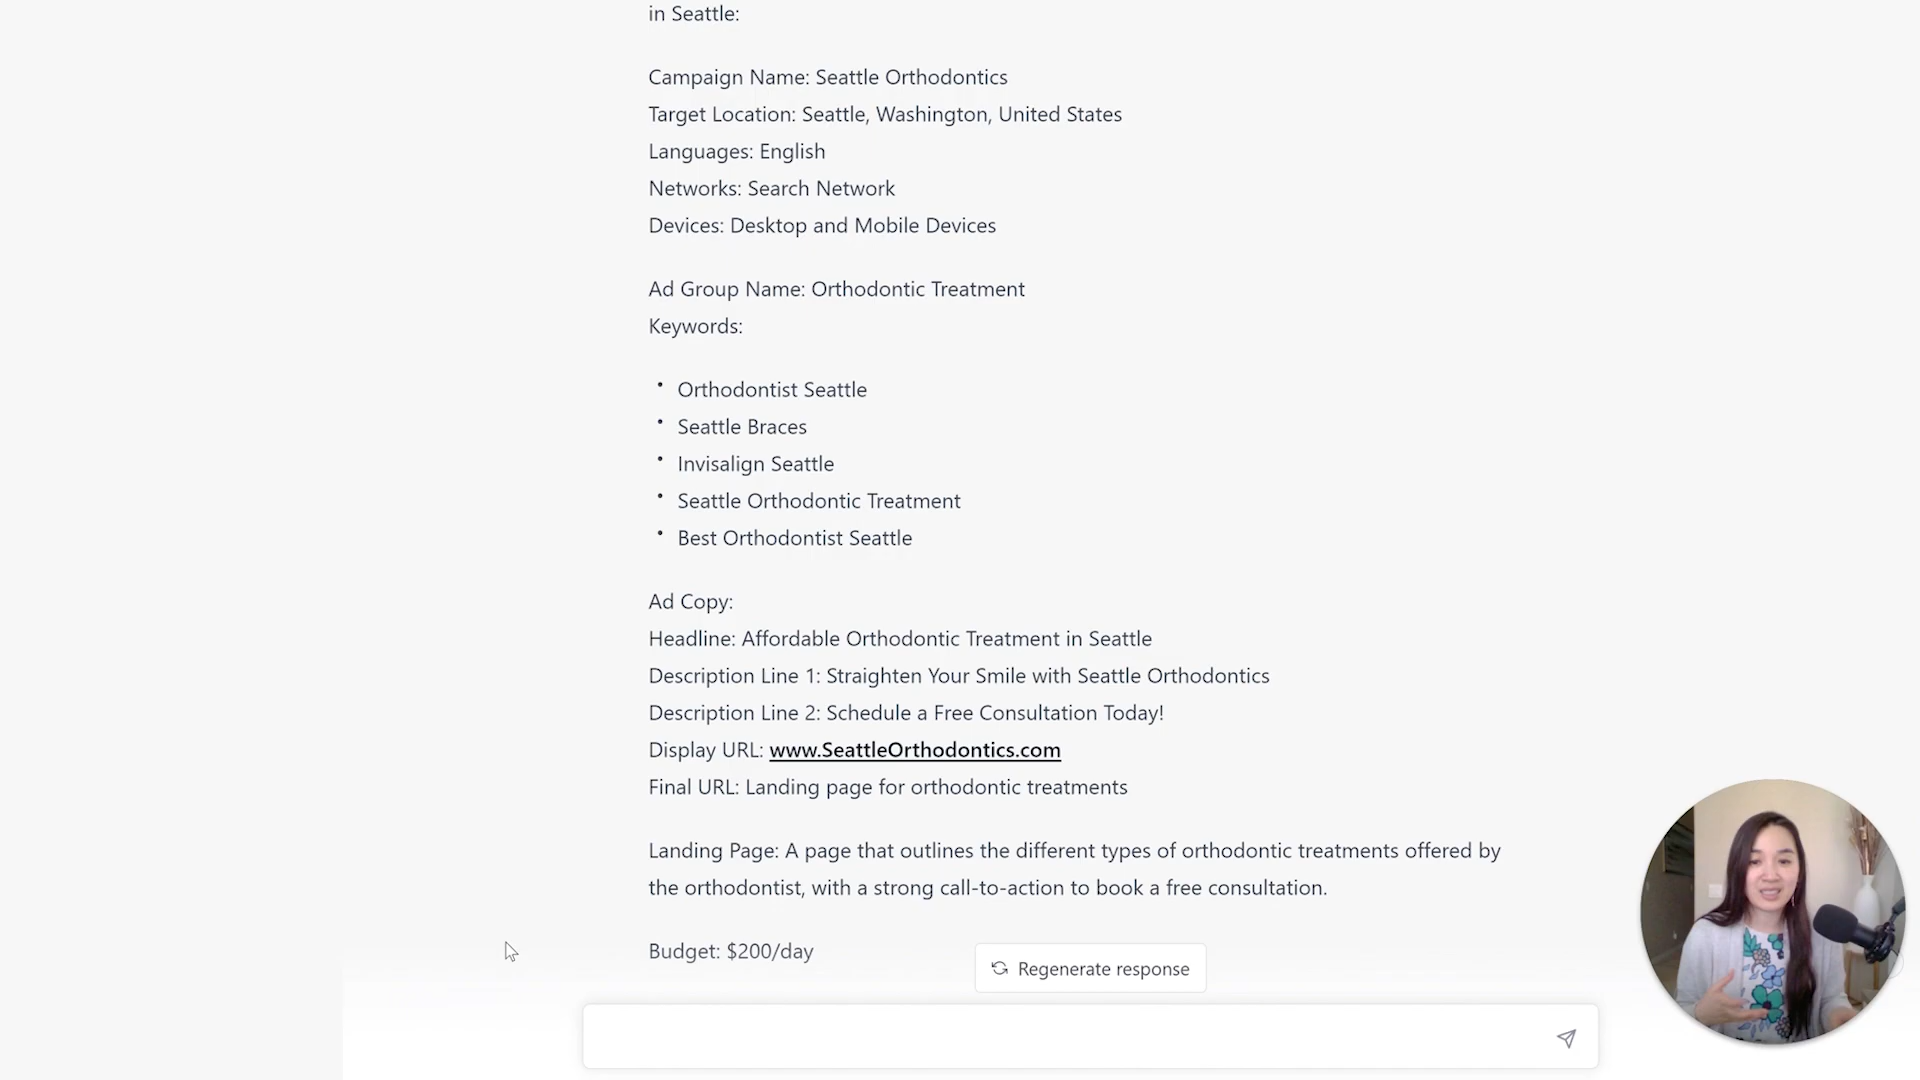 in Seattle:
Campaign Name: Seattle Orthodontics
Target Location: Seattle, Washington, United States
Languages: English
Networks: Search Network
Devices: Desktop and Mobile Devices
Ad Group Name: Orthodontic Treatment
Keywords:
• Orthodontist Seattle
• Seattle Braces
• Invisalign Seattle
• Seattle Orthodontic Treatment
• Best Orthodontist Seattle
Ad Copy:
Headline: Affordable Orthodontic Treatment in Seattle
Description Line 1: Straighten Your Smile with Seattle Orthodontics
Description Line 2: Schedule a Free Consultation Today!
Display URL: www.SeattleOrthodontics.com
Final URL: Landing page for orthodontic treatments
Landing Page: A page that outlines the different types of orthodontic treatments offered by
the orthodontist, with a strong call-to-action to book a free consultation.
Budget: $200/day
Regenerate response